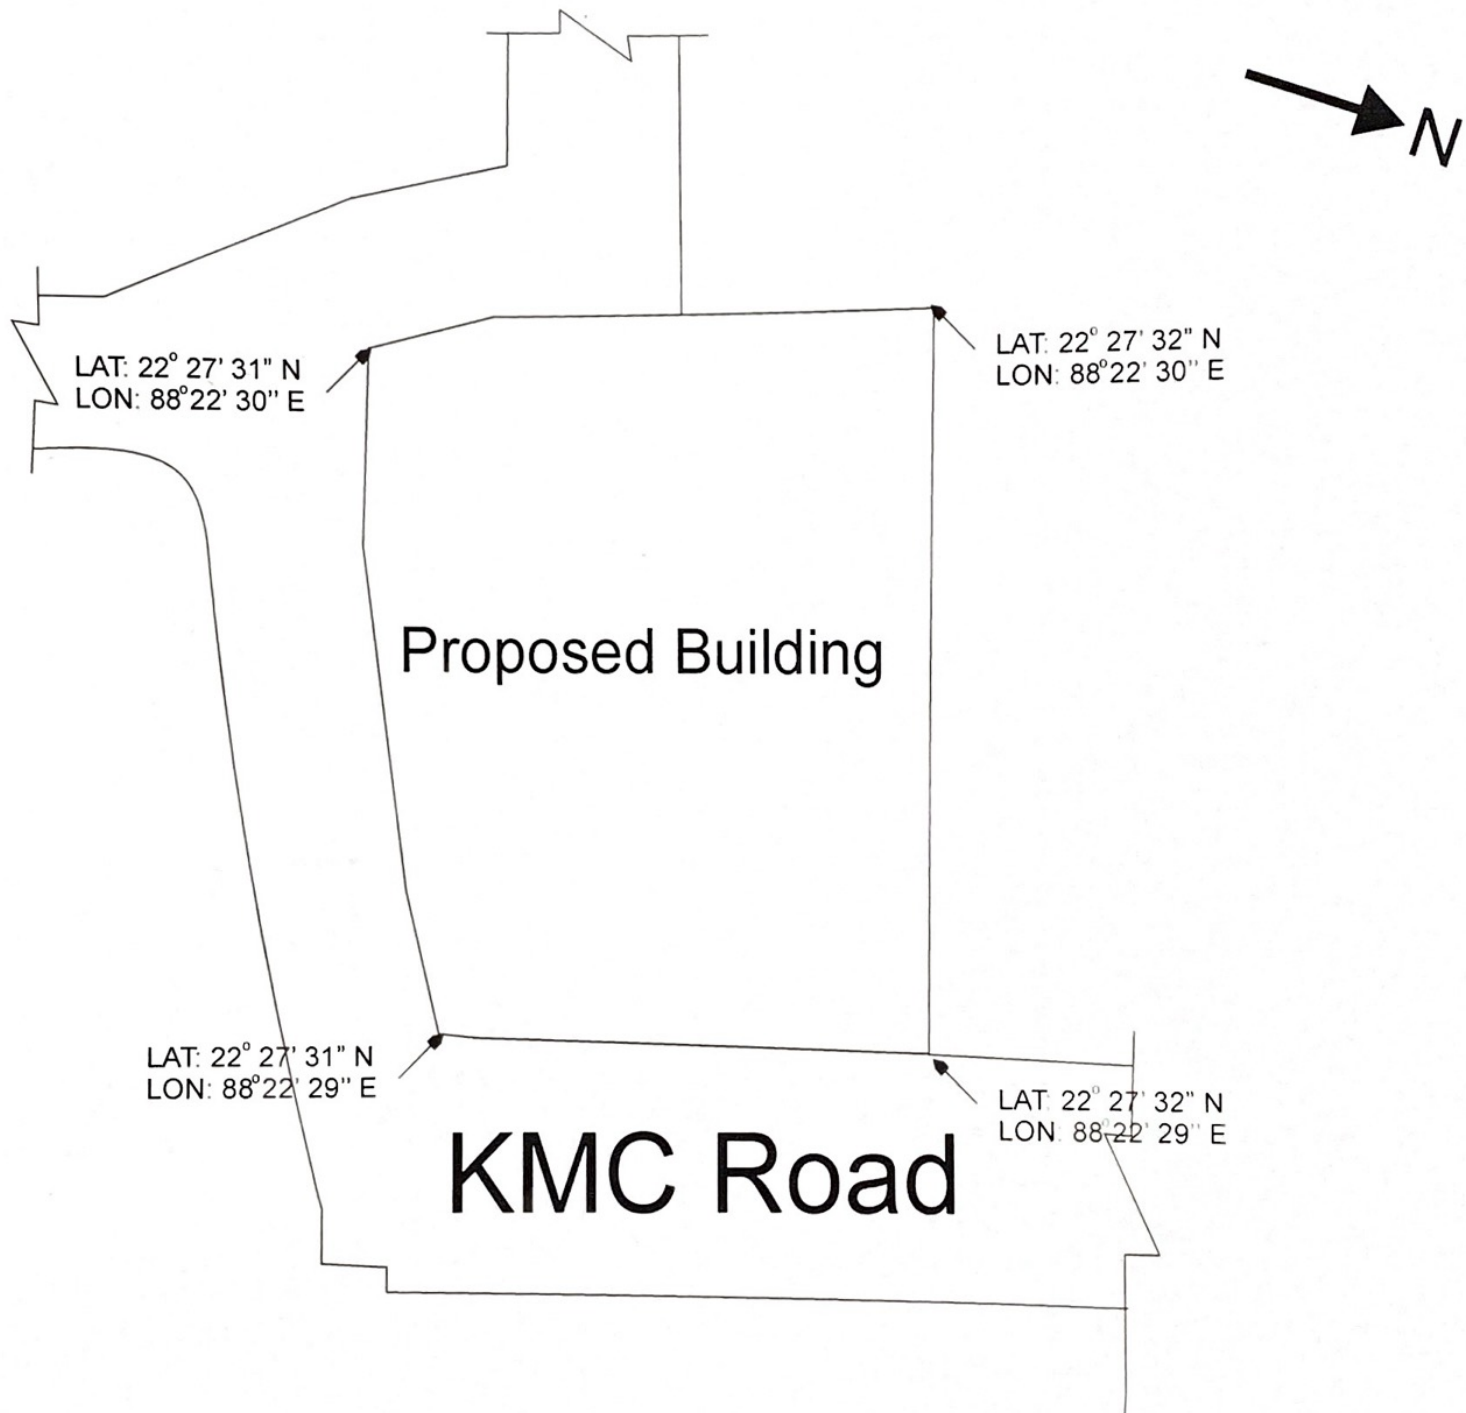 N
LAT: 22° 27' 31" N
LON: 88°22' 30" E
LAT: 22° 27' 32" N
LON: 88°22' 30" E
Proposed Building
LAT: 22° 27' 31" N
LON: 88°22' 29" E
LAT: 22° 27' 32" N
LON: 88°22' 29" E
KMC Road